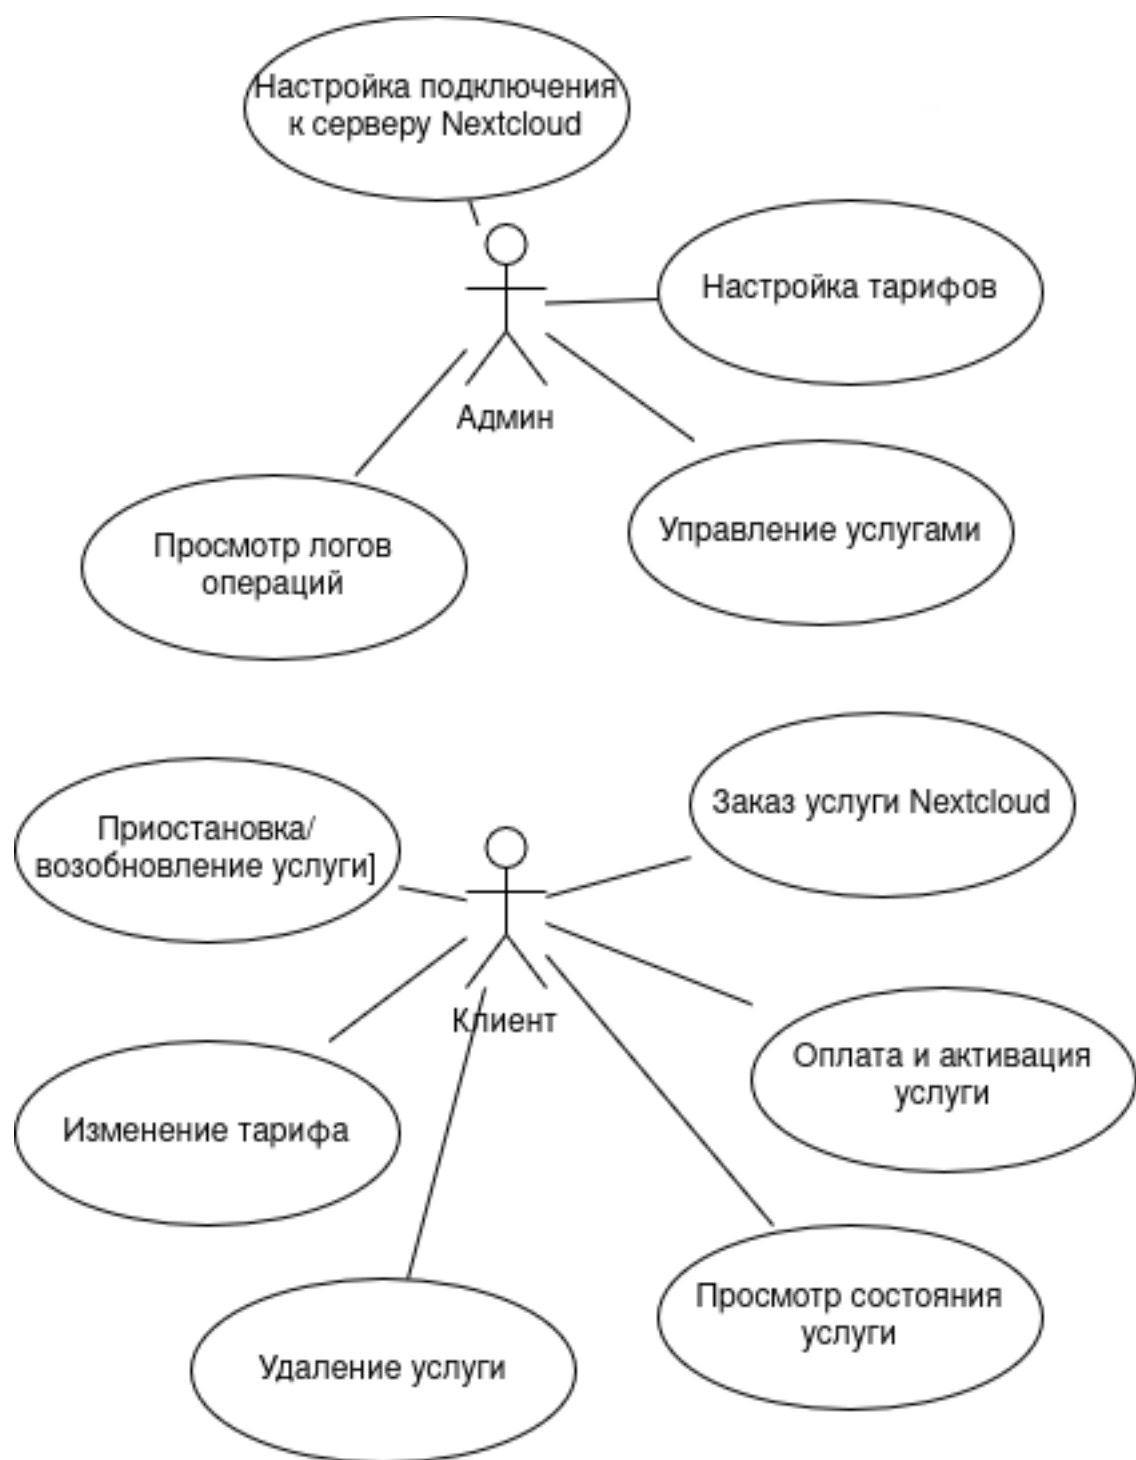 Настройка подключения
к серверу Nextcloud
Настройка тарифов
Админ
Управление услугами
Просмотр логов
операций
Заказ услуги Nextcloud
Приостановка/
возобновление услуги]
Клиент
Оплата и активация
услуги
Изменение тарифа
Просмотр состояния
услуги
Удаление услуги